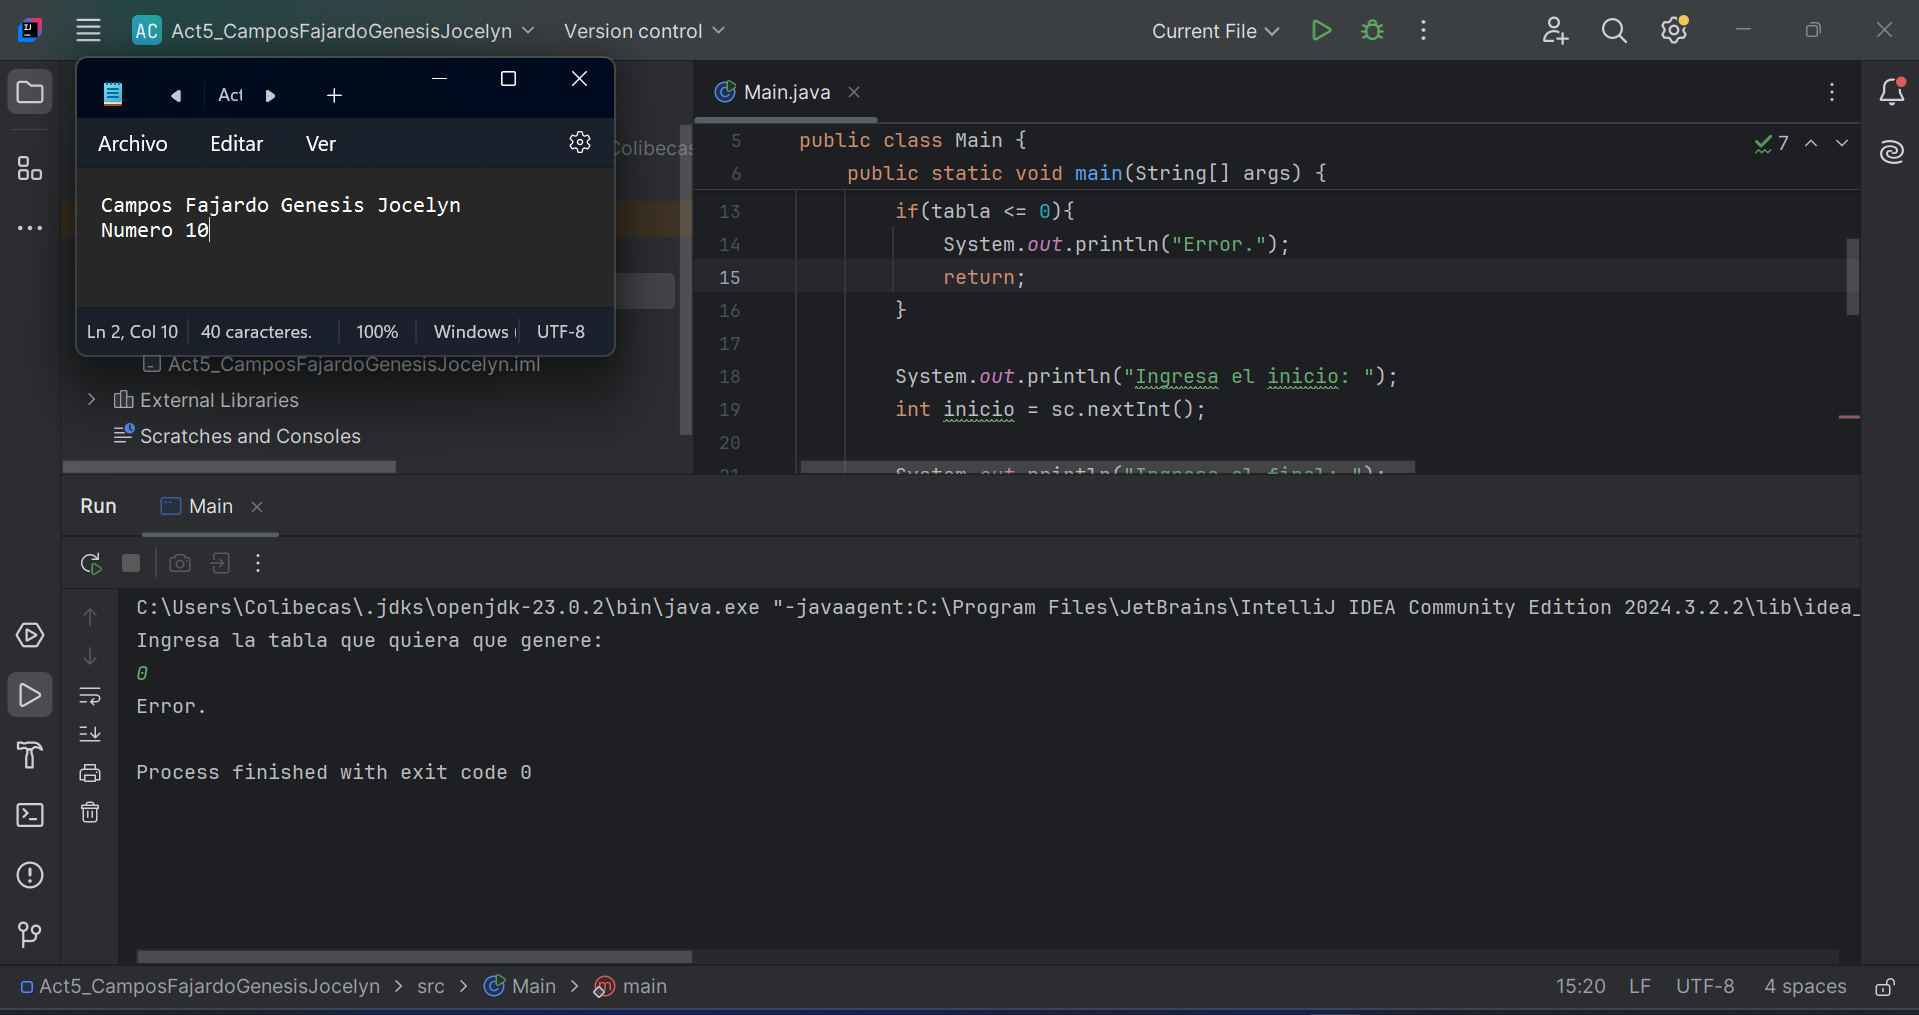 AC Act5_CamposFajardoGenesisJocelyn Version control Current File
Act
Archivo Editar Ver
Campos Fajardo Genesis Jocelyn
Numero 10
Ln 2, Col 10 40 caracteres. 100% Windows UTF-8
Act5_CamposFajardoGenesisJocelyn.iml
External Libraries
Scratches and Consoles
Main.java
7
5 public class Main {
6 public static void main(String[] args) {
13 if(tabla <= 0){
14 System.out.println("Error.");
15 return;
16 }
17
18 System.out.println("Ingresa el inicio: ");
19 int inicio = sc.nextInt();
20
21 System.out.println("Ingresa el final: ");
Run Main
C:\Users\Colibecas\.jdks\openjdk-23.0.2\bin\java.exe "-javaagent:C:\Program Files\JetBrains\IntelliJ IDEA Community Edition 2024.3.2.2\lib\idea_
Ingresa la tabla que quiera que genere:
0
Error.
Process finished with exit code 0
Act5_CamposFajardoGenesisJocelyn > src > Main > main
15:20 LF UTF-8 4 spaces